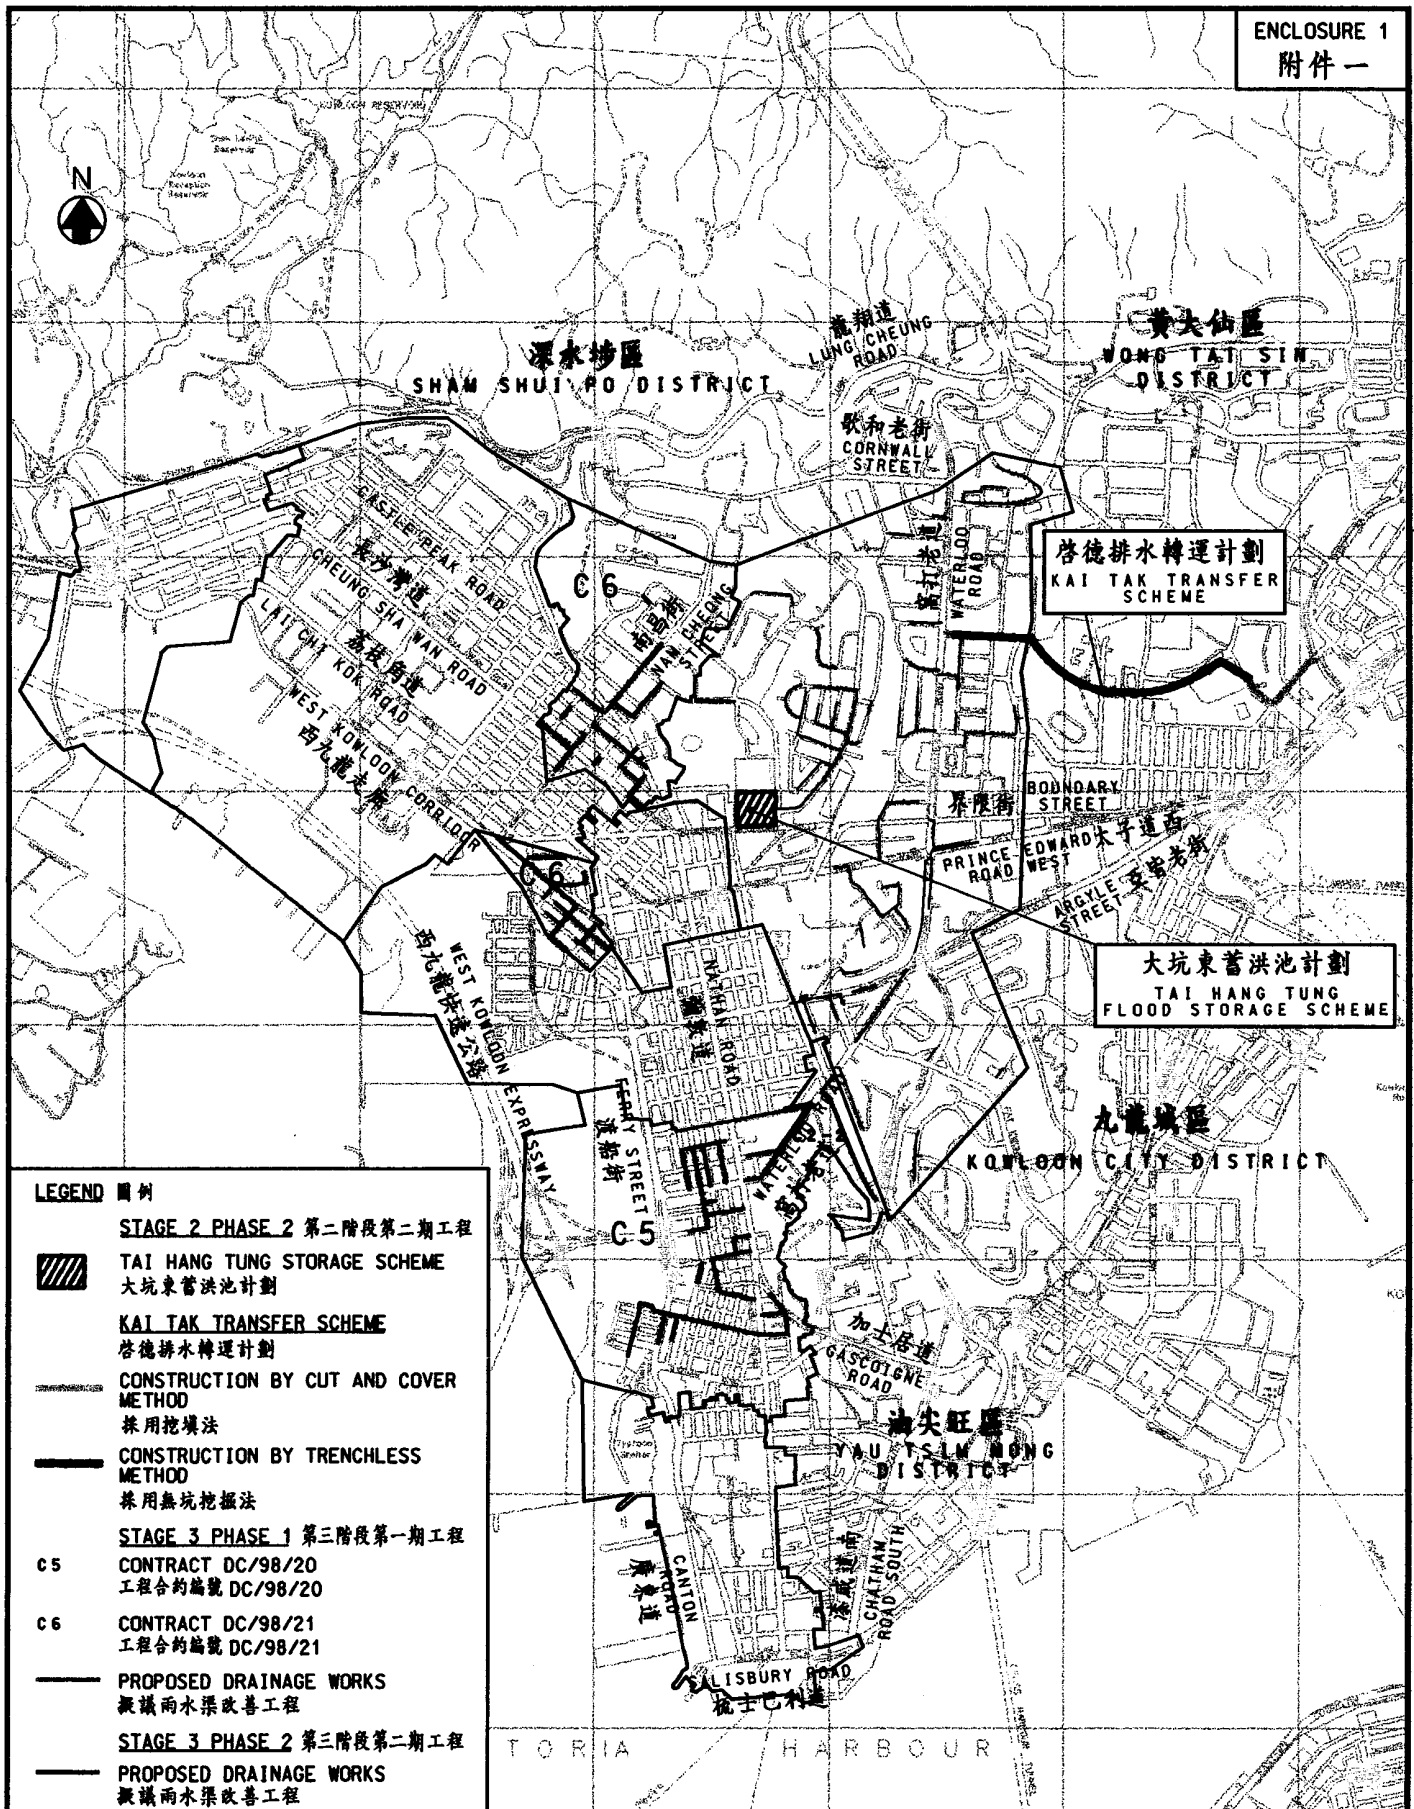 ENCLOSURE 1
附件一
KOWLOON RESERVOIR
Kowloon
Reception
Reservoir
N
龍翔道
LUNG CHEUNG
ROAD
黄大仙區
WONG TAI SIN
DISTRICT
深水埗區
SHAM SHUI PO DISTRICT
歌和老街
CORNWALL
STREET
CASTLE PEAK ROAD
長沙灣道
CHEUNG SHA WAN ROAD
荔枝角道
LAI CHI KOK ROAD
WEST KOWLOON CORRIDOR
西九龍走廊
C6
南昌街
NAM CHEONG
STREET
窩打老道
WATERLOO
ROAD
啓德排水轉運計劃
KAI TAK TRANSFER
SCHEME
界限街
BOUNDARY
STREET
PRINCE EDWARD
ROAD WEST
太子道西
ARGYLE
STREET
亞皆老街
C6
大坑東蓄洪池計劃
TAI HANG TUNG
FLOOD STORAGE SCHEME
WEST KOWLOON EXPRESSWAY
西九龍快速公路
NATHAN ROAD
彌敦道
FERRY STREET
渡船街
WATERLOO ROAD
窩打老道
九龍城區
KOWLOON CITY DISTRICT
C5
加士居道
GASCOIGNE
ROAD
油尖旺區
YAU TSIM MONG
DISTRICT
廣東道
CANTON
ROAD
漆咸道南
CHATHAM
ROAD SOUTH
SALISBURY ROAD
梳士巴利道
TORIA HARBOUR
LEGEND 圖例
STAGE 2 PHASE 2 第二階段第二期工程
TAI HANG TUNG STORAGE SCHEME
大坑東蓄洪池計劃
KAI TAK TRANSFER SCHEME
啓德排水轉運計劃
CONSTRUCTION BY CUT AND COVER
METHOD
採用挖填法
CONSTRUCTION BY TRENCHLESS
METHOD
採用無坑挖掘法
STAGE 3 PHASE 1 第三階段第一期工程
C5 CONTRACT DC/98/20
工程合約編號 DC/98/20
C6 CONTRACT DC/98/21
工程合約編號 DC/98/21
PROPOSED DRAINAGE WORKS
擬議雨水渠改善工程
STAGE 3 PHASE 2 第三階段第二期工程
PROPOSED DRAINAGE WORKS
擬議雨水渠改善工程